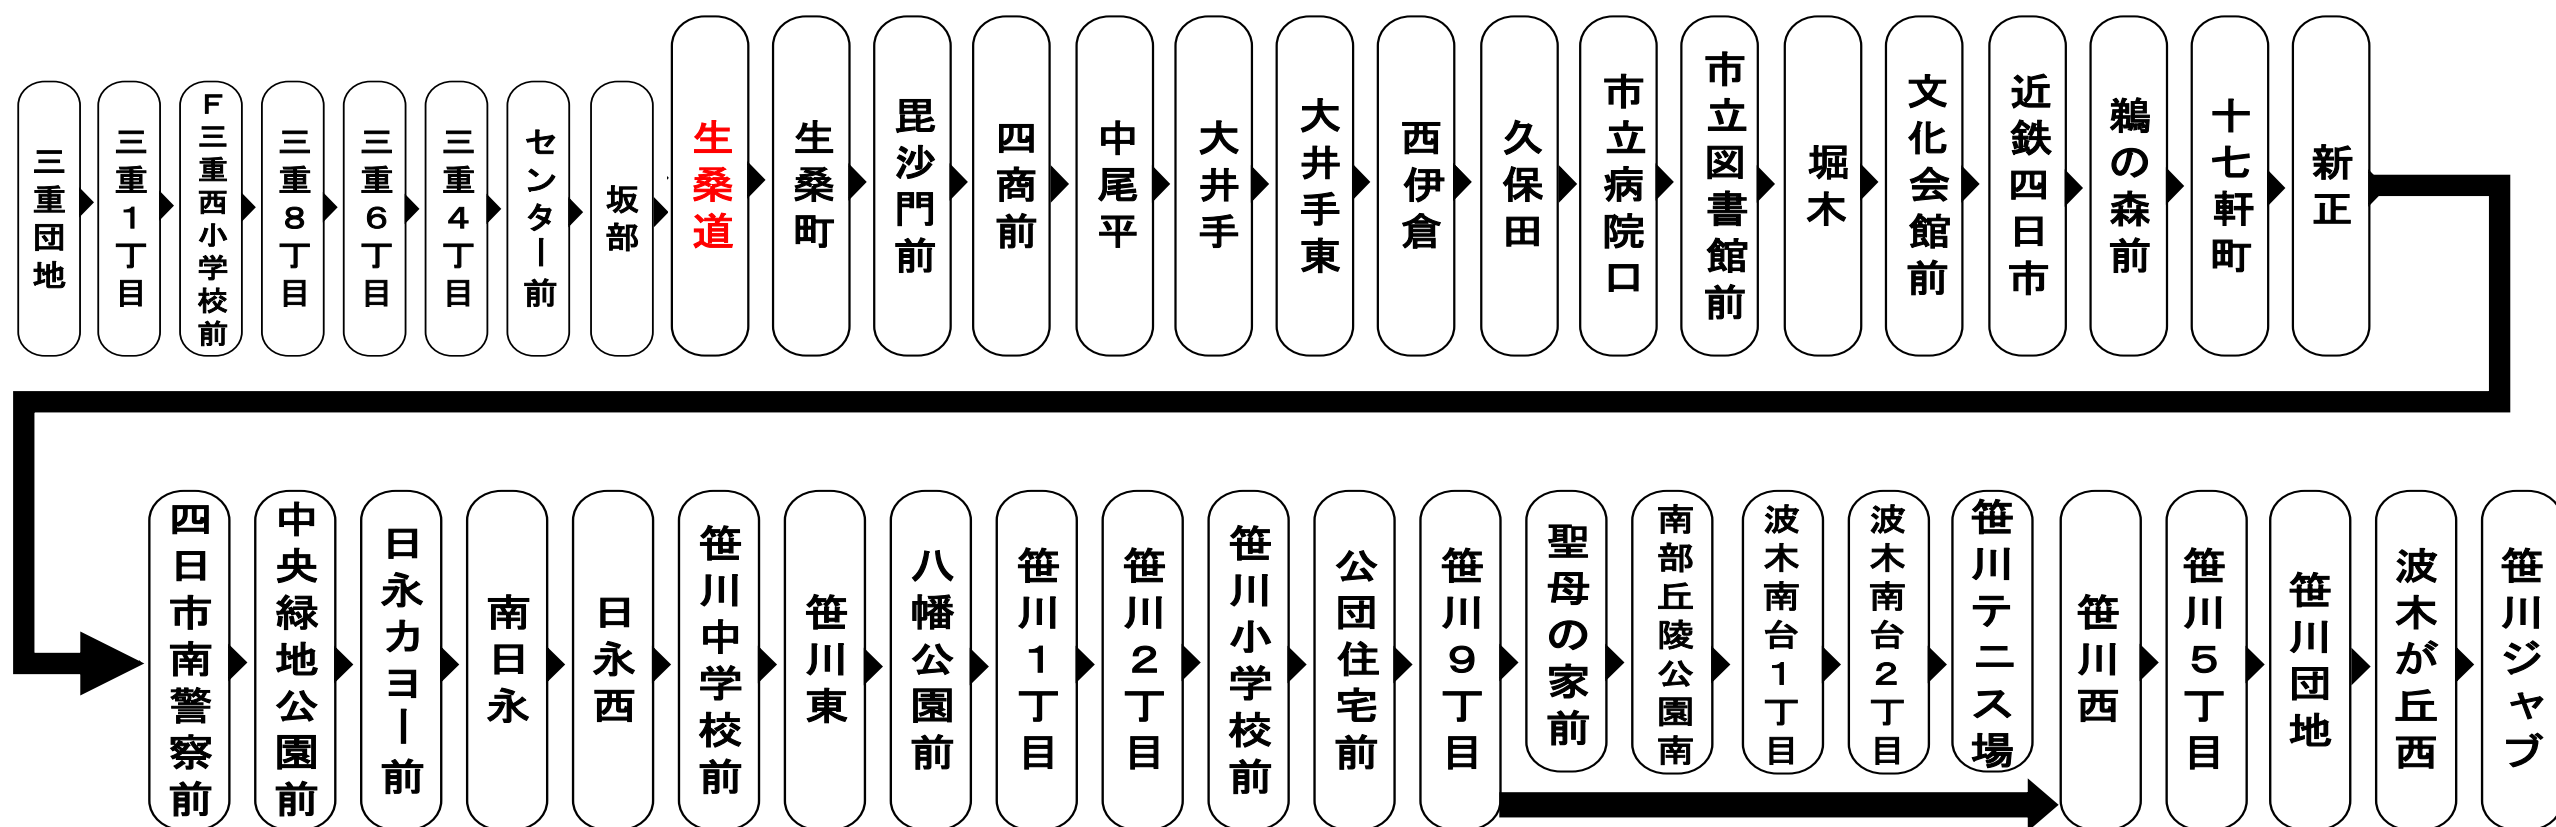 三重団地
三重１丁目
Ｆ三重西小学校前
三重８丁目
三重６丁目
三重４丁目
センター前
坂部
生桑道
生桑町
毘沙門前
四商前
中尾平
大井手
大井手東
西伊倉
久保田
市立病院口
市立図書館前
堀木
文化会館前
近鉄四日市
鵜の森前
十七軒町
新正
四日市南警察前
中央緑地公園前
日永カヨー前
南日永
日永西
笹川中学校前
笹川東
八幡公園前
笹川１丁目
笹川２丁目
笹川小学校前
公団住宅前
笹川９丁目
聖母の家前
南部丘陵公園南
波木南台１丁目
波木南台２丁目
笹川テニス場
笹川西
笹川５丁目
笹川団地
波木が丘西
笹川ジャブ